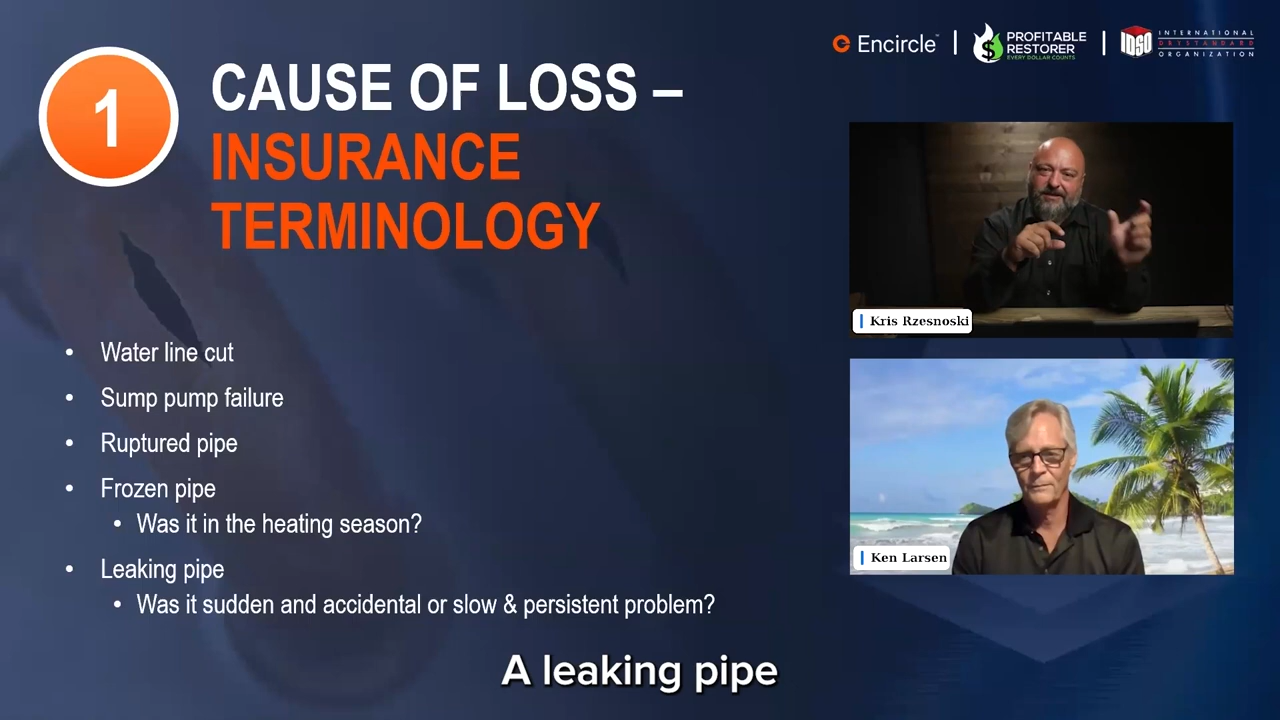 1
CAUSE OF LOSS –
INSURANCE
TERMINOLOGY
• Water line cut
• Sump pump failure
• Ruptured pipe
• Frozen pipe
• Was it in the heating season?
• Leaking pipe
• Was it sudden and accidental or slow & persistent problem?
Encircle
PROFITABLE
RESTORER
EVERY DOLLAR COUNTS
IDSO
INTERNATIONAL
DRYSTANDARD
ORGANIZATION
Kris Rzesnoski
Ken Larsen
A leaking pipe